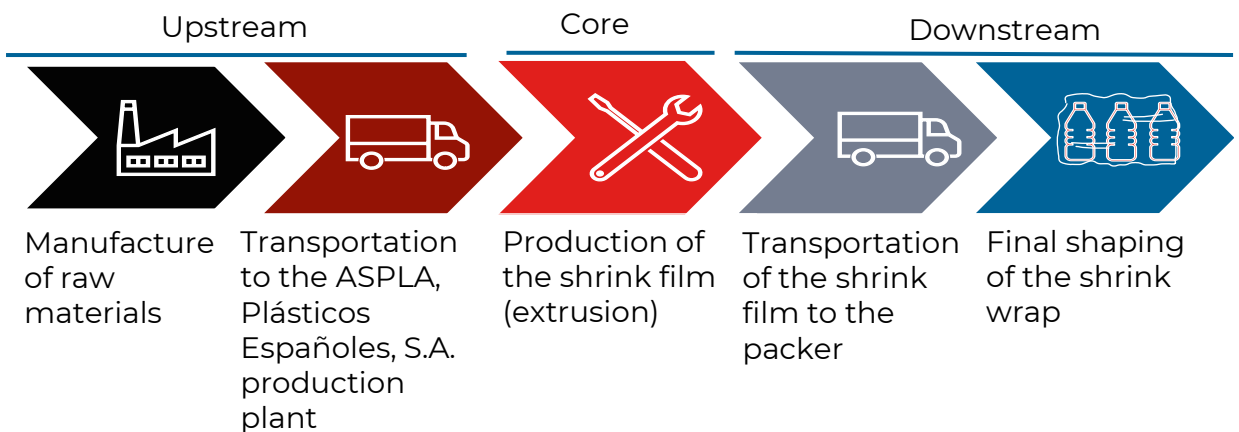 Upstream
Core
Downstream
Manufacture
of raw
materials
Transportation
to the ASPLA,
Plásticos
Españoles, S.A.
production
plant
Production of
the shrink film
(extrusion)
Transportation
of the shrink
film to the
packer
Final shaping
of the shrink
wrap